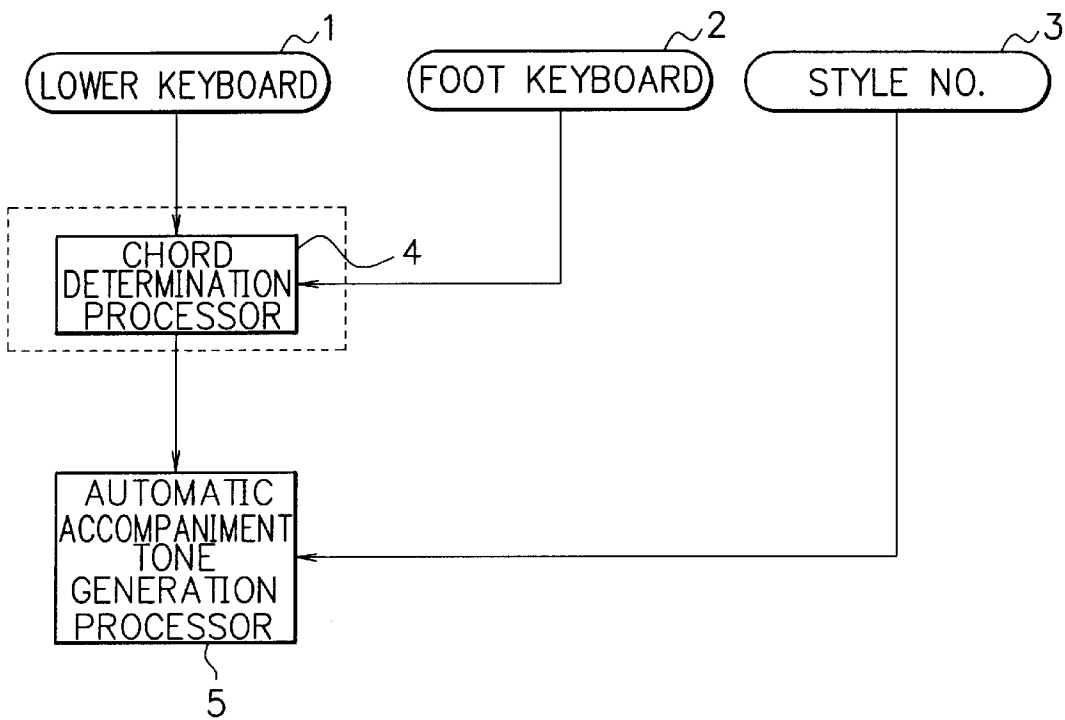 1
2
3
LOWER KEYBOARD
FOOT KEYBOARD
STYLE NO.
CHORD
DETERMINATION
PROCESSOR
4
AUTOMATIC
ACCOMPANIMENT
TONE
GENERATION
PROCESSOR
5